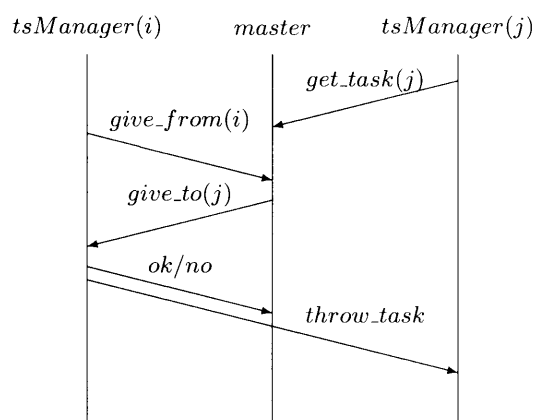 tsManager(i) master tsManager(j)
get_task(j)
give_from(i)
give_to(j)
ok/no
throw_task